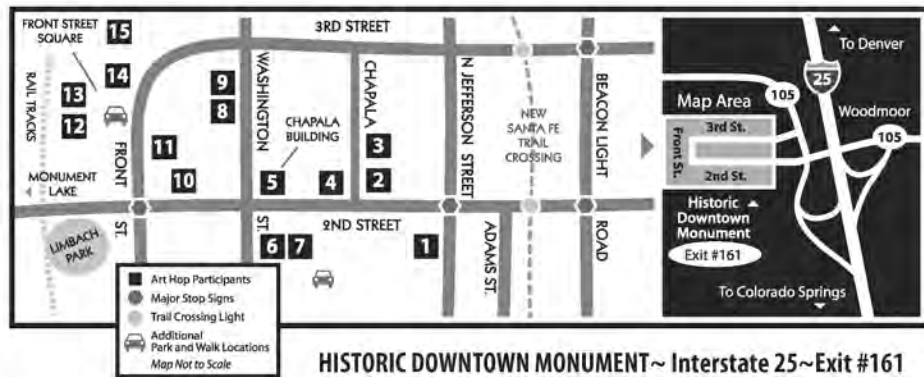 FRONT STREET
SQUARE
15
14
13
12
RAIL TRACKS
MONUMENT
LAKE
LIMBACH
PARK
FRONT
ST.
11
10
3RD STREET
WASHINGTON
ST.
9
8
CHAPALA
BUILDING
5
4
CHAPALA
3
2
2ND STREET
6
7
1
N JEFFERSON STREET
ADAMS ST.
NEW
SANTA FE
TRAIL
CROSSING
BEACON LIGHT
ROAD
Art Hop Participants
Major Stop Signs
Trail Crossing Light
Additional
Park and Walk Locations
Map Not to Scale
To Denver
25
105
Woodmoor
105
Map Area
3rd St.
Front St.
2nd St.
Historic
Downtown
Monument
Exit #161
To Colorado Springs
HISTORIC DOWNTOWN MONUMENT~ Interstate 25~Exit #161